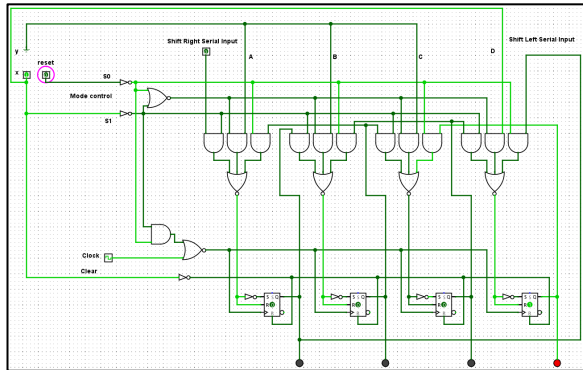 Shift Right Serial Input
Shift Left Serial Input
y
A
B
C
D
reset
x
S0
Mode control
S1
Clock
Clear
S Q
R
S Q
R
S Q
R
S Q
R